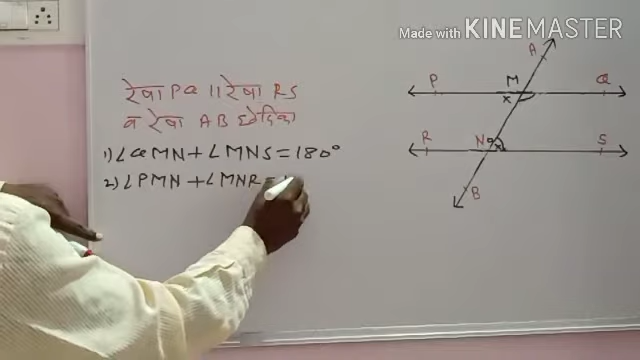 Made with KINEMASTER
रेषा PQ || रेषा RS
व रेषा AB छेदिका
1) ∠QMN + ∠MNS = 180°
2) ∠PMN + ∠MNR =
A
P M Q
x
R N x S
B